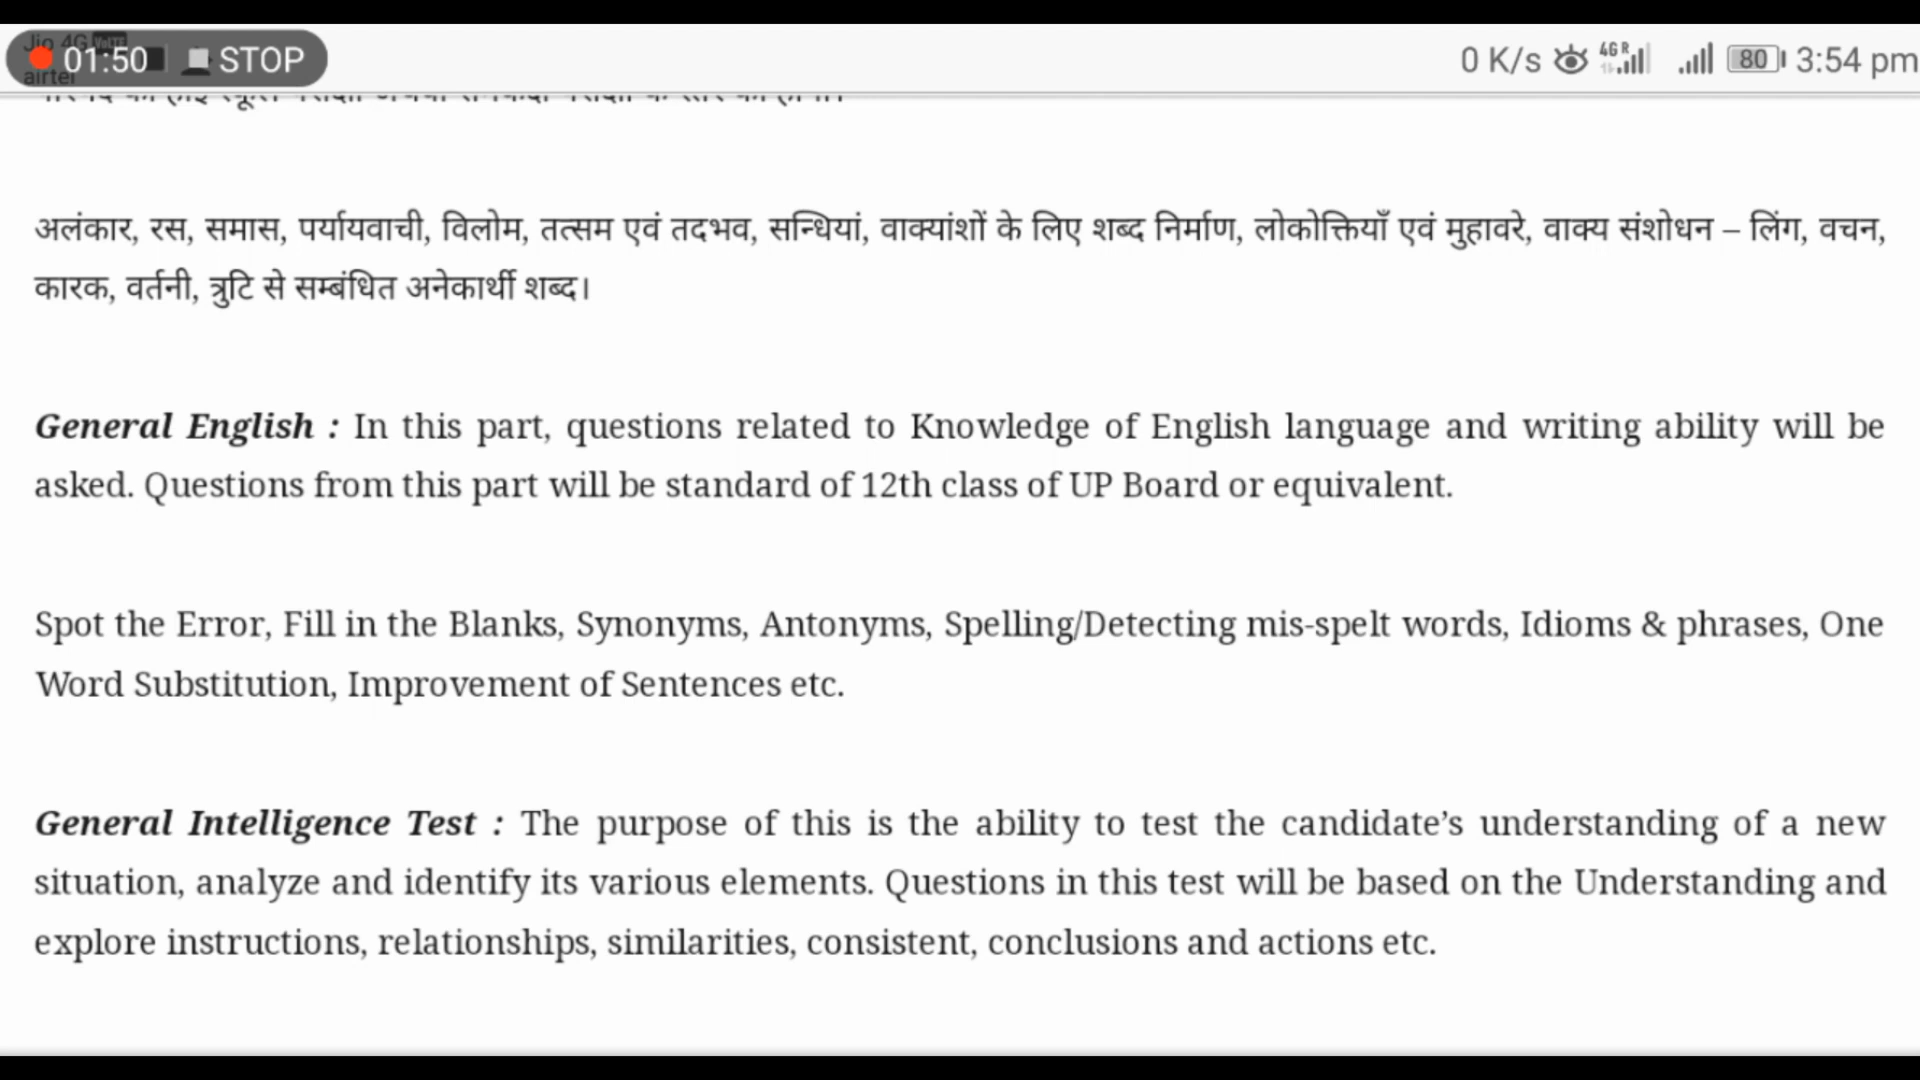 Jio 4G VoLTE
airtel
01:50 STOP
0 K/s 4G R 80 3:54 pm
अलंकार, रस, समास, पर्यायवाची, विलोम, तत्सम एवं तदभव, सन्धियां, वाक्यांशों के लिए शब्द निर्माण, लोकोक्तियाँ एवं मुहावरे, वाक्य संशोधन – लिंग, वचन,
कारक, वर्तनी, त्रुटि से सम्बंधित अनेकार्थी शब्द।
General English : In this part, questions related to Knowledge of English language and writing ability will be
asked. Questions from this part will be standard of 12th class of UP Board or equivalent.
Spot the Error, Fill in the Blanks, Synonyms, Antonyms, Spelling/Detecting mis-spelt words, Idioms & phrases, One
Word Substitution, Improvement of Sentences etc.
General Intelligence Test : The purpose of this is the ability to test the candidate’s understanding of a new
situation, analyze and identify its various elements. Questions in this test will be based on the Understanding and
explore instructions, relationships, similarities, consistent, conclusions and actions etc.